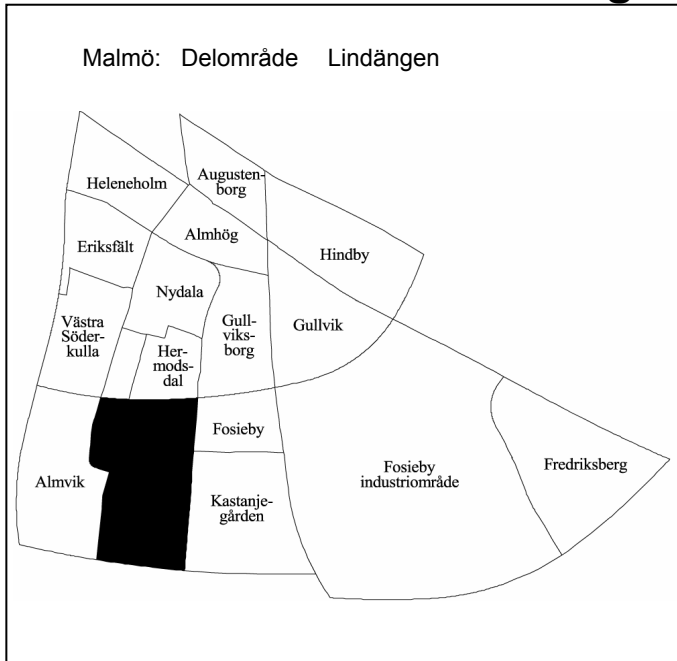 Malmö: Delområde Lindängen
Augusten-
borg
Heleneholm
Almhög
Eriksfält
Hindby
Nydala
Västra
Söder-
kulla
Gull-
viks-
borg
Gullvik
Her-
mods-
dal
Fosieby
Almvik
Fosieby
industriområde
Fredriksberg
Kastanje-
gården